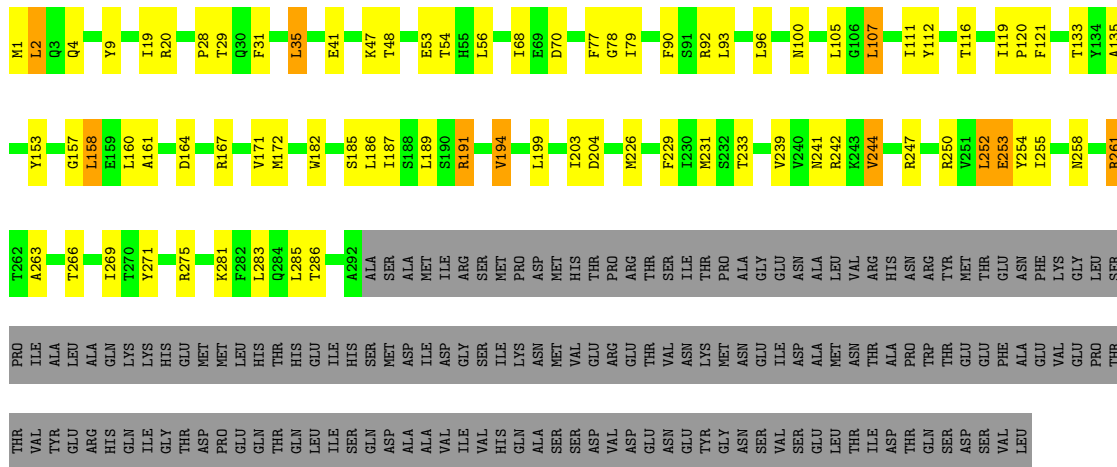 M1 L2 Q3 Q4 Y9 I19 R20 P28 T29 Q30 F31 L35 E41 K47 T48 E53 T54 H55 L56 I68 E69 D70 F77 G78 I79 F90 S91 R92 L93 L96 N100 L105 G106 L107 I111 Y112 T116 I119 P120 F121 T133 Y134 A135
Y153 G157 L158 E159 L160 A161 D164 R167 V171 M172 W182 S185 L186 I187 S188 L189 S190 R191 V194 L199 I203 D204 M226 F229 I230 M231 S232 T233 V239 V240 N241 R242 K243 V244 R247 R250 V251 L252 E253 Y254 I255 N258 R261
T262 A263 T266 I269 T270 Y271 R275 K281 F282 L283 Q284 L285 T286 A292 ALA SER ALA MET ILE ARG SER MET PRO ASP MET HIS THR PRO ARG THR SER ILE THR PRO ALA GLY GLU ASN ALA LEU VAL ARG HIS ASN ARG TYR MET THR GLU ASN PHE LYS GLY LEU SER
PRO ILE ALA LEU ALA GLN LYS LYS HIS GLU MET MET LEU HIS THR HIS GLU ILE HIS SER MET ASP ILE ASP GLY SER ILE LYS ASN MET VAL GLU ARG GLU THR VAL ASN LYS MET ASN GLU ILE ASP ALA MET ASN THR ALA PRO TRP THR GLU GLU PHE ALA GLU VAL GLU PRO THR
THR VAL TYR GLU ARG HIS GLN ILE GLY THR ASP PRO GLU GLN THR GLN LEU ILE SER GLN ASP ALA ALA VAL ILE VAL HIS GLN ALA SER SER ASP VAL ASP GLU ASN GLU TYR GLY ASN SER VAL SER GLU LEU THR ILE ASP THR GLN SER ASP SER VAL LEU